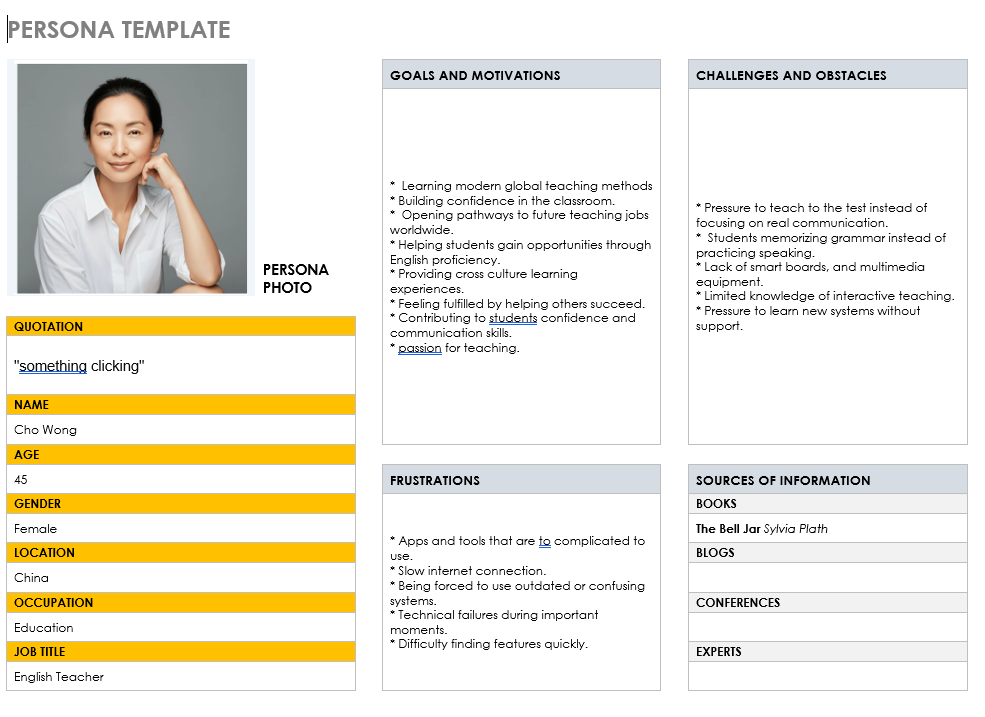 PERSONA TEMPLATE
PERSONA
PHOTO
QUOTATION
"something clicking"
NAME
Cho Wong
AGE
45
GENDER
Female
LOCATION
China
OCCUPATION
Education
JOB TITLE
English Teacher
GOALS AND MOTIVATIONS
* Learning modern global teaching methods
* Building confidence in the classroom.
* Opening pathways to future teaching jobs
worldwide.
* Helping students gain opportunities through
English proficiency.
* Providing cross culture learning
experiences.
* Feeling fulfilled by helping others succeed.
* Contributing to students confidence and
communication skills.
* passion for teaching.
CHALLENGES AND OBSTACLES
* Pressure to teach to the test instead of
focusing on real communication.
* Students memorizing grammar instead of
practicing speaking.
* Lack of smart boards, and multimedia
equipment.
* Limited knowledge of interactive teaching.
* Pressure to learn new systems without
support.
FRUSTRATIONS
* Apps and tools that are to complicated to
use.
* Slow internet connection.
* Being forced to use outdated or confusing
systems.
* Technical failures during important
moments.
* Difficulty finding features quickly.
SOURCES OF INFORMATION
BOOKS
The Bell Jar Sylvia Plath
BLOGS
CONFERENCES
EXPERTS